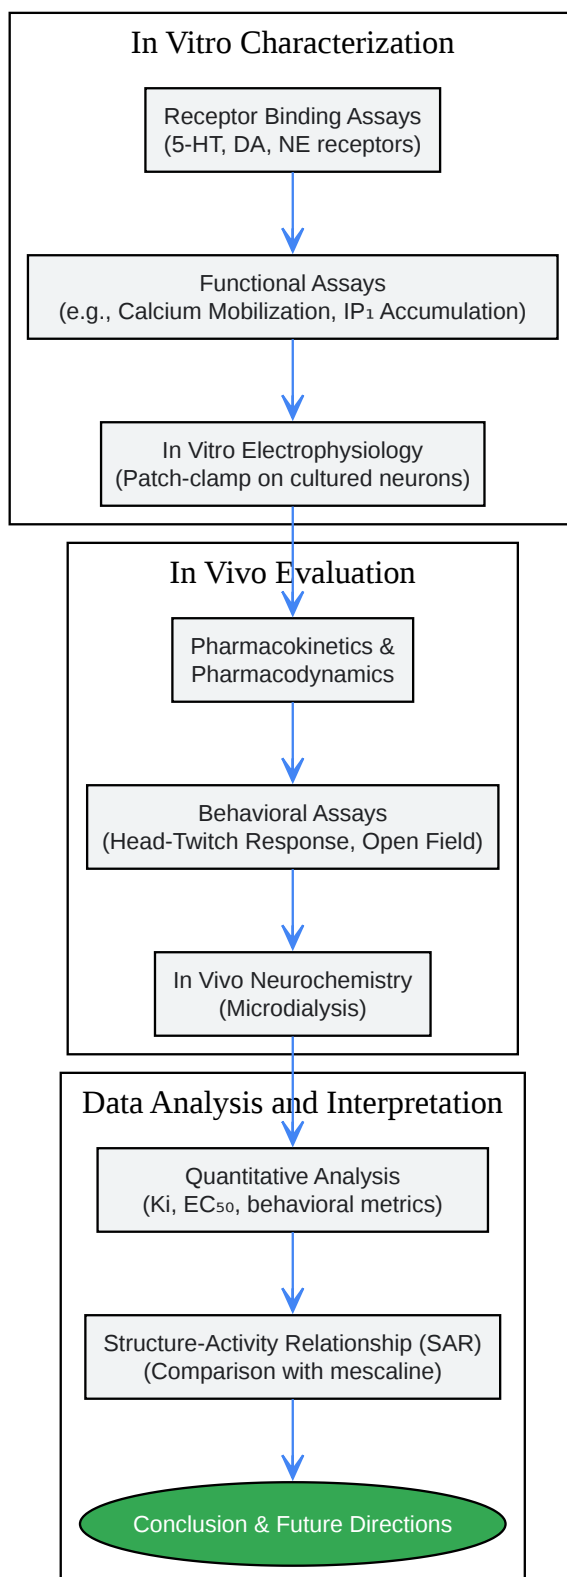 In Vitro Characterization
Receptor Binding Assays
(5-HT, DA, NE receptors)
Functional Assays
(e.g., Calcium Mobilization, IP₁ Accumulation)
In Vitro Electrophysiology
(Patch-clamp on cultured neurons)
In Vivo Evaluation
Pharmacokinetics &
Pharmacodynamics
Behavioral Assays
(Head-Twitch Response, Open Field)
In Vivo Neurochemistry
(Microdialysis)
Data Analysis and Interpretation
Quantitative Analysis
(Ki, EC₅₀, behavioral metrics)
Structure-Activity Relationship (SAR)
(Comparison with mescaline)
Conclusion & Future Directions